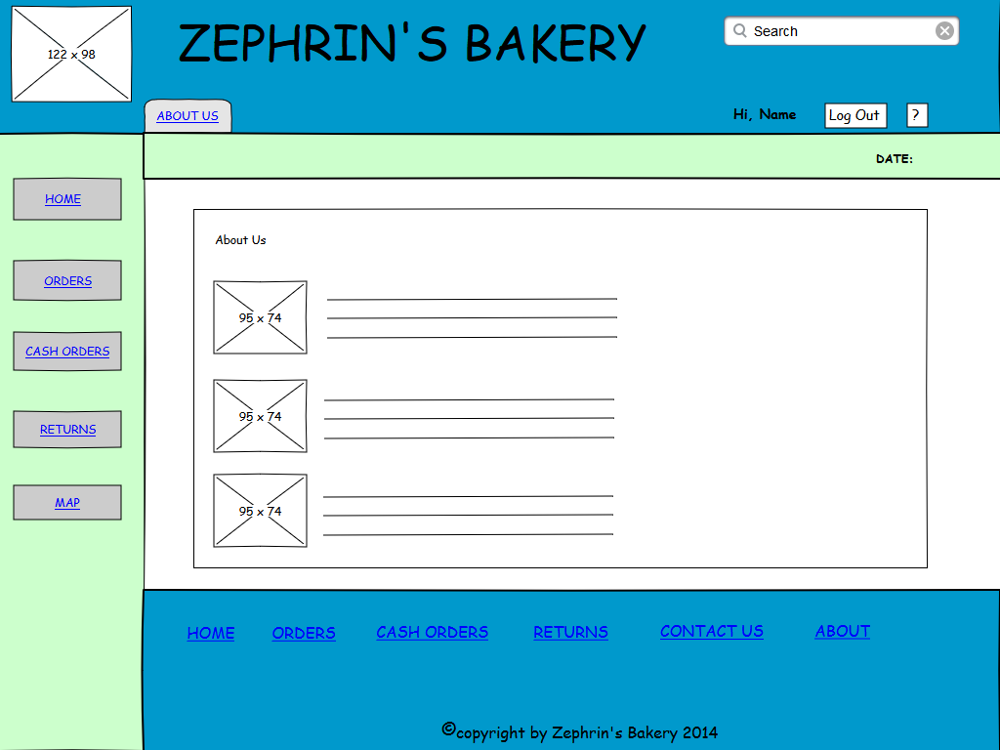 122 x 98
ZEPHRIN'S BAKERY
Search
ABOUT US
Hi, Name
Log Out
?
DATE:
HOME
ORDERS
CASH ORDERS
RETURNS
MAP
About Us
95 x 74
95 x 74
95 x 74
HOME ORDERS CASH ORDERS RETURNS CONTACT US ABOUT
©copyright by Zephrin's Bakery 2014